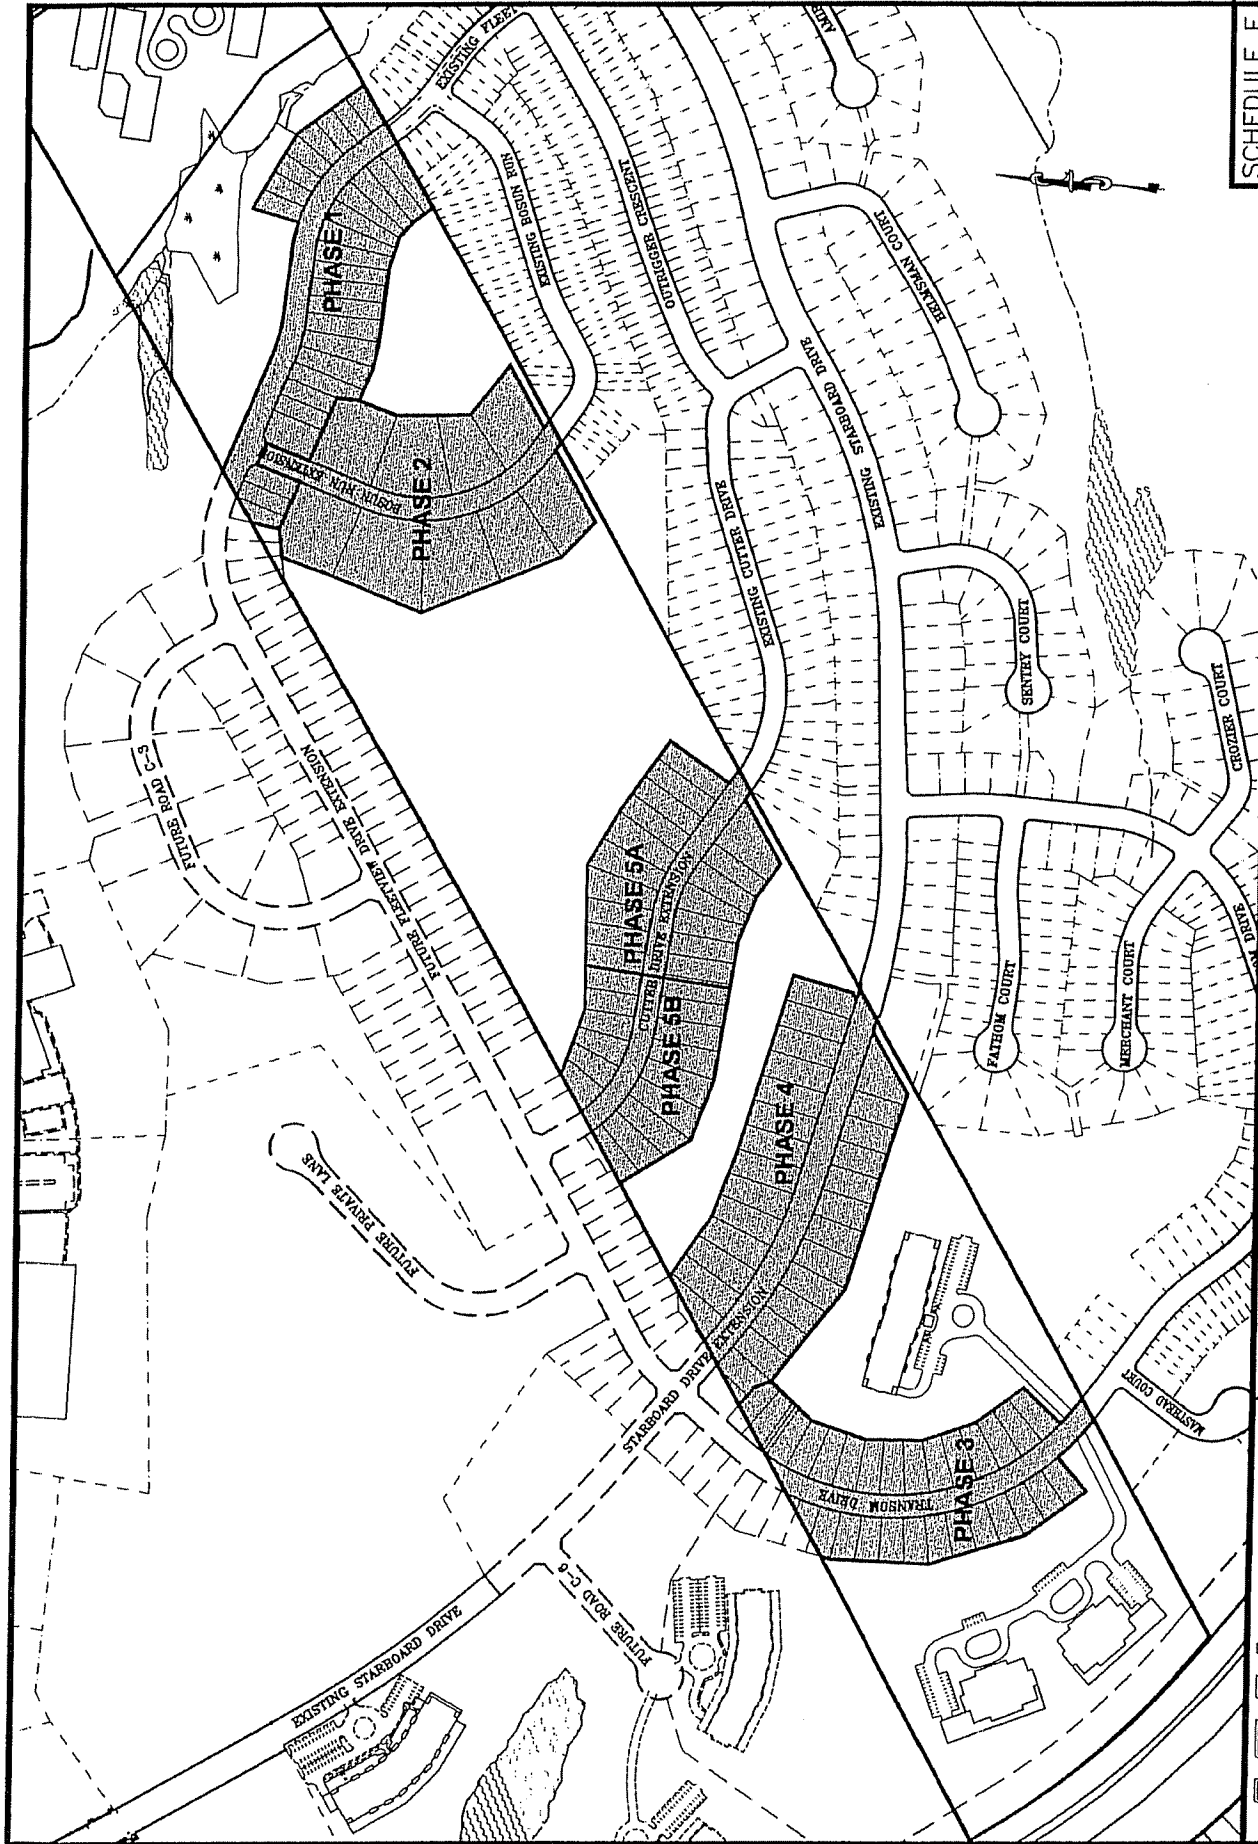 SCHEDULE E
EXISTING FLEET
PHASE 1
EXISTING BOSUN RUN
OUTRIGGER CRESCENT
HELMSMAN COURT
EXISTING STARBOARD DRIVE
BOSUN RUN EXTENSION
PHASE 2
EXISTING CUTTER DRIVE
SENTRY COURT
CROZIER COURT
FUTURE ROAD C-3
FUTURE FLEETVIEW DRIVE EXTENSION
PHASE 5A
CUTTER DRIVE EXTENSION
PHASE 5B
FATHOM COURT
MERCHANT COURT
DRIVE
PHASE 4
FUTURE PRIVATE LANE
STARBOARD DRIVE EXTENSION
TRANSOM DRIVE
PHASE 3
MASTHEAD COURT
EXISTING STARBOARD DRIVE
FUTURE ROAD C-6